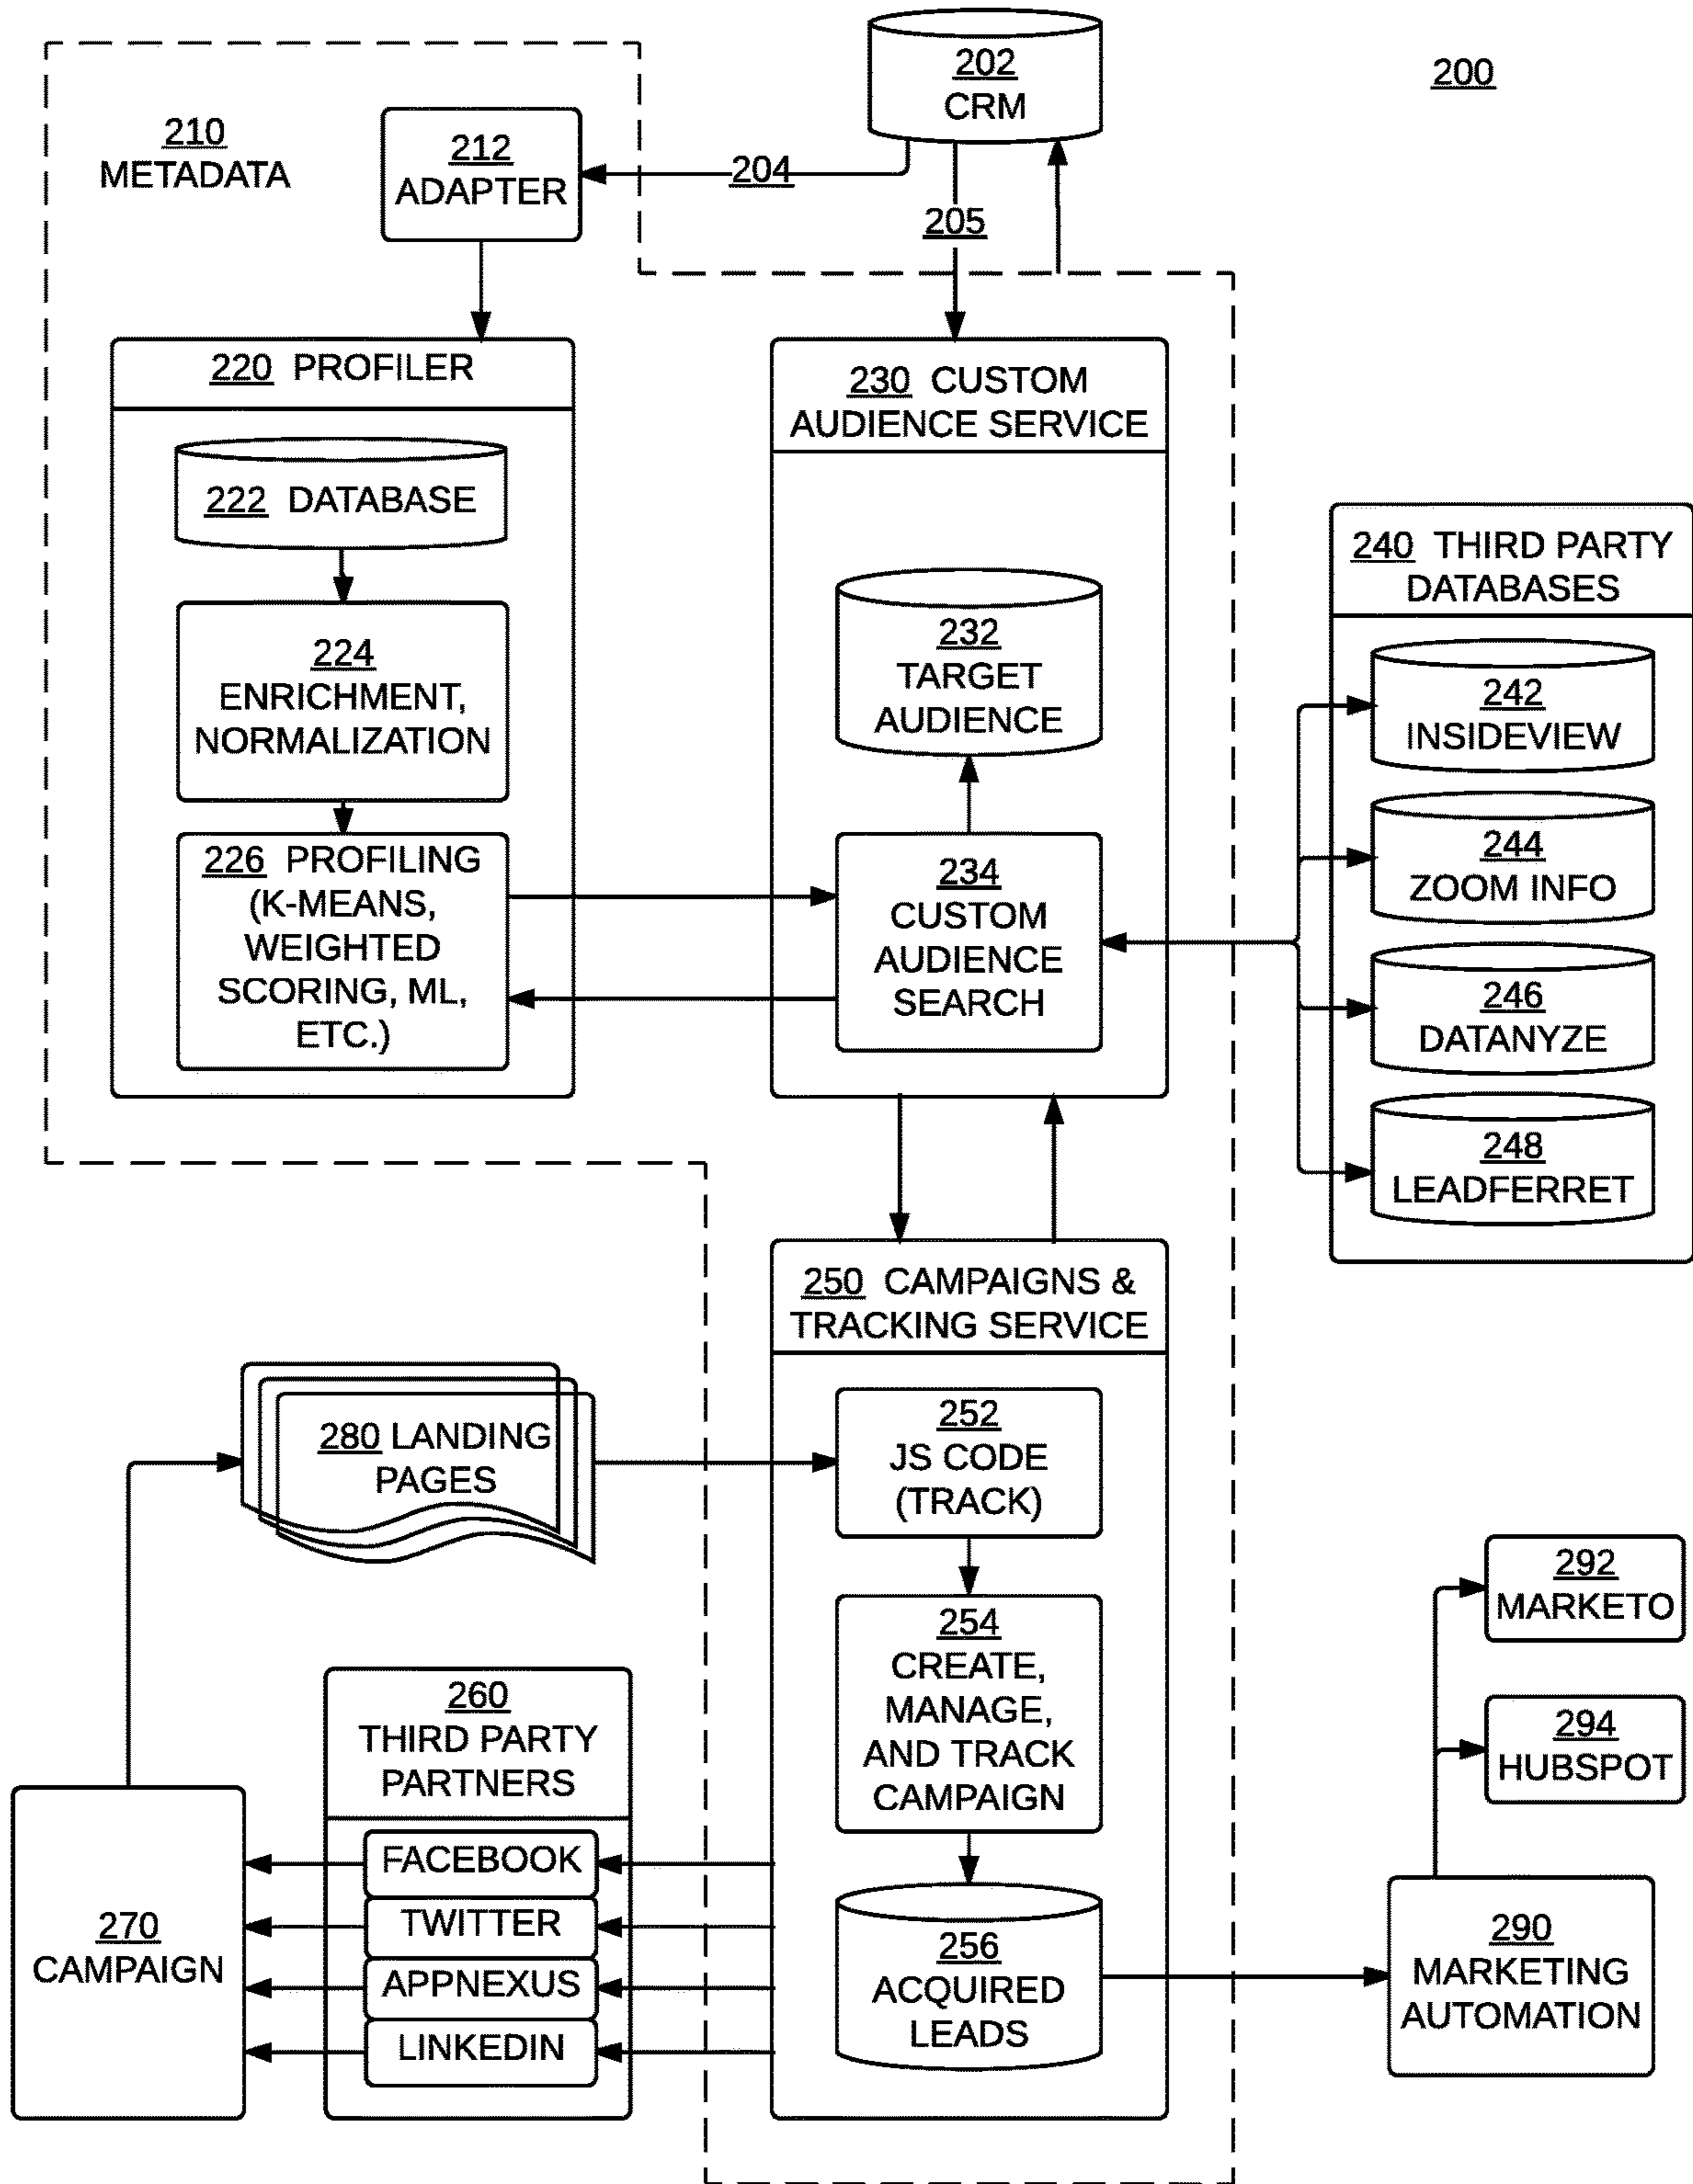 202
CRM
200
210
METADATA
212
ADAPTER
204
205
220 PROFILER
222 DATABASE
224
ENRICHMENT,
NORMALIZATION
226 PROFILING
(K-MEANS,
WEIGHTED
SCORING, ML,
ETC.)
230 CUSTOM
AUDIENCE SERVICE
232
TARGET
AUDIENCE
234
CUSTOM
AUDIENCE
SEARCH
240 THIRD PARTY
DATABASES
242
INSIDEVIEW
244
ZOOM INFO
246
DATANYZE
248
LEADFERRET
250 CAMPAIGNS &
TRACKING SERVICE
252
JS CODE
(TRACK)
254
CREATE,
MANAGE,
AND TRACK
CAMPAIGN
256
ACQUIRED
LEADS
280 LANDING
PAGES
260
THIRD PARTY
PARTNERS
FACEBOOK
TWITTER
APPNEXUS
LINKEDIN
270
CAMPAIGN
292
MARKETO
294
HUBSPOT
290
MARKETING
AUTOMATION